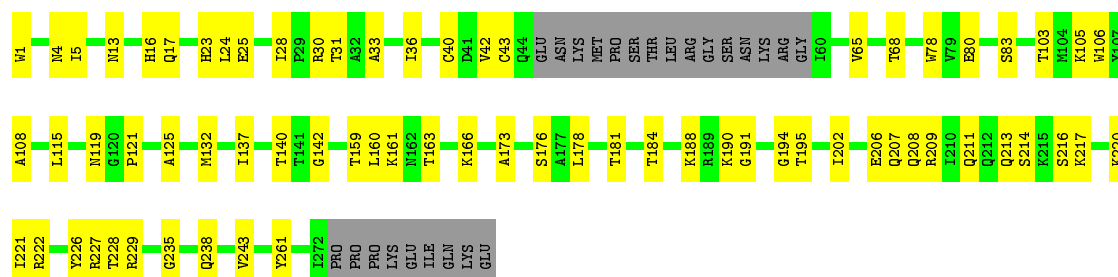 W1 N4 I5 N13 H16 Q17 H23 L24 E25 I28 P29 R30 T31 A32 A33 I36 C40 D41 V42 C43 Q44 GLU ASN LYS MET PRO SER THR LEU ARG GLY SER ASN LYS ARG GLY I60 V65 T68 W78 V79 E80 S83 T103 M104 K105 W106 Y107
A108 L115 N119 G120 P121 A125 M132 I137 T140 T141 G142 T159 L160 K161 N162 T163 K166 A173 S176 A177 L178 T181 T184 K188 R189 K190 G191 G194 T195 I202 E206 Q207 Q208 R209 I210 Q211 Q212 Q213 S214 K215 S216 K217 K220
I221 R222 Y226 R227 T228 R229 G235 Q238 V243 Y261 I272 PRO PRO PRO LYS GLU ILE GLN LYS GLU